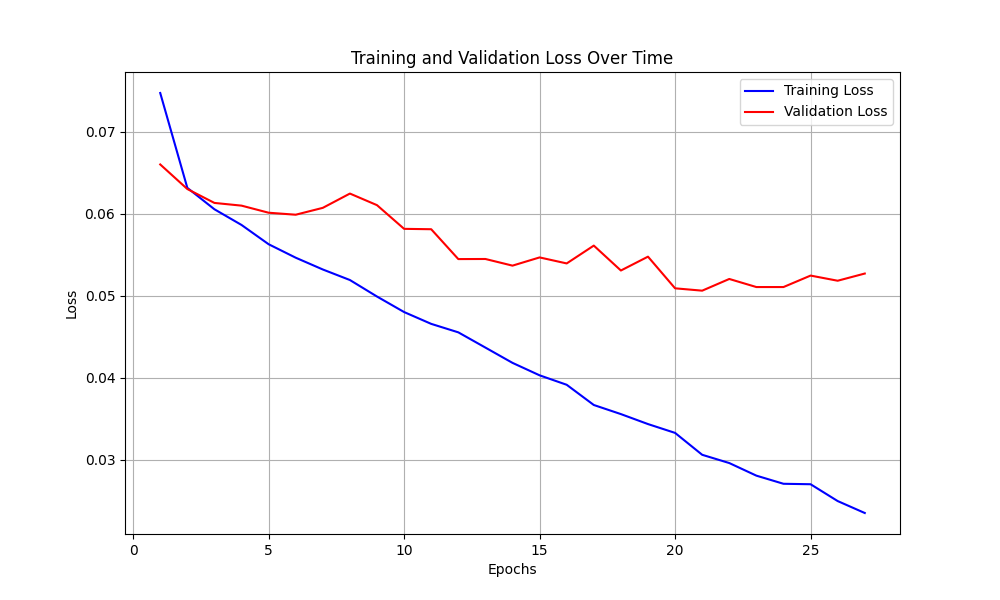 Training and Validation Loss Over Time
Training Loss
Validation Loss
0.07
0.06
0.05
0.04
0.03
Loss
0
5
10
15
20
25
Epochs